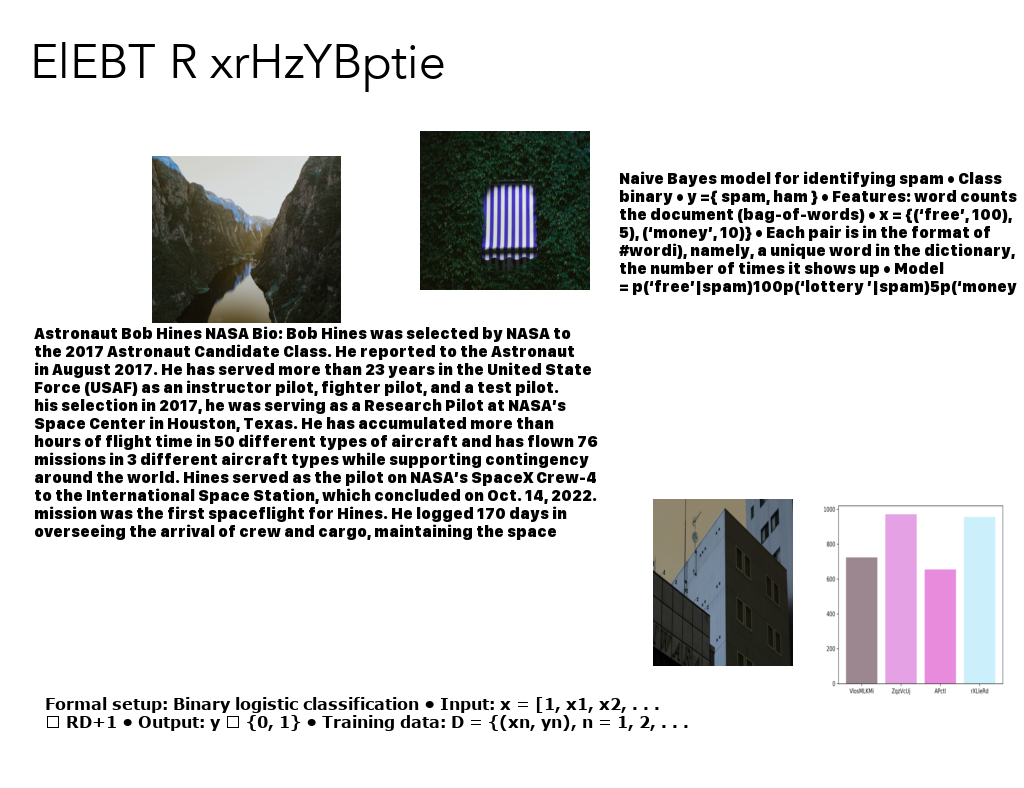 ElEBT R xrHzYBptie
Naive Bayes model for identifying spam • Class
binary • y ={ spam, ham } • Features: word counts
the document (bag-of-words) • x = {(‘free’, 100),
5), (‘money’, 10)} • Each pair is in the format of
#wordi), namely, a unique word in the dictionary,
the number of times it shows up • Model
= p(‘free’|spam)100p(‘lottery ’|spam)5p(‘money
Astronaut Bob Hines NASA Bio: Bob Hines was selected by NASA to
the 2017 Astronaut Candidate Class. He reported to the Astronaut
in August 2017. He has served more than 23 years in the United State
Force (USAF) as an instructor pilot, fighter pilot, and a test pilot.
his selection in 2017, he was serving as a Research Pilot at NASA’s
Space Center in Houston, Texas. He has accumulated more than
hours of flight time in 50 different types of aircraft and has flown 76
missions in 3 different aircraft types while supporting contingency
around the world. Hines served as the pilot on NASA’s SpaceX Crew-4
to the International Space Station, which concluded on Oct. 14, 2022.
mission was the first spaceflight for Hines. He logged 170 days in
overseeing the arrival of crew and cargo, maintaining the space
1000
800
600
400
200
0
VlosMLKMi ZqzVcUj APctl rXLieRd
Formal setup: Binary logistic classification • Input: x = [1, x1, x2, . . .
□ RD+1 • Output: y □ {0, 1} • Training data: D = {(xn, yn), n = 1, 2, . . .